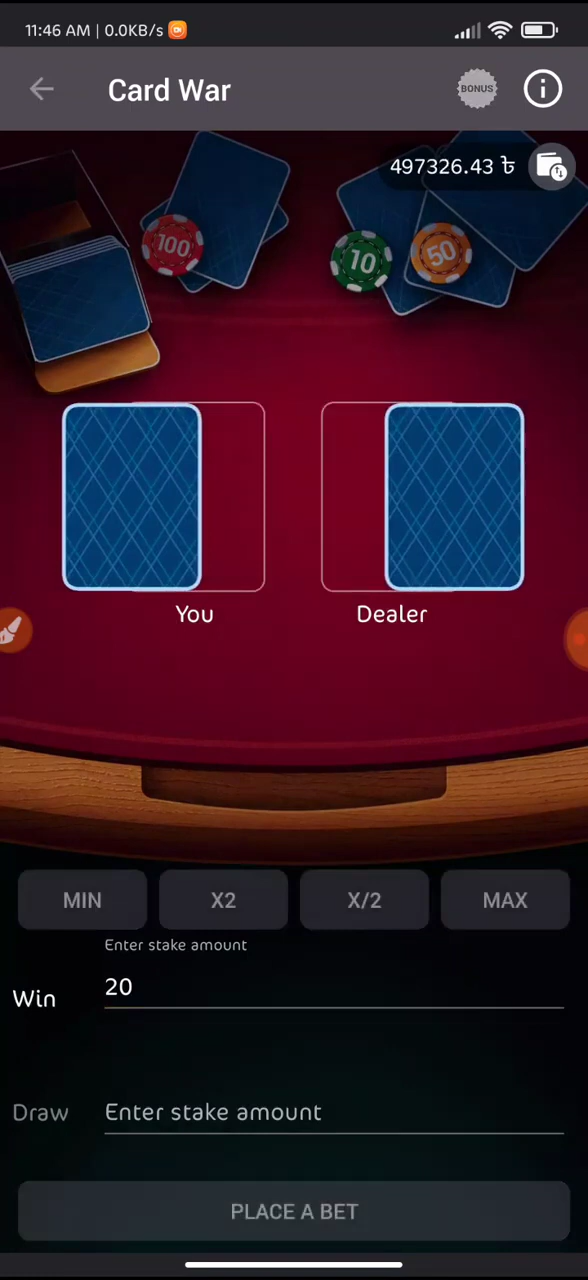 11:46 AM | 0.0KB/s
Card War
BONUS
497326.43 ৳
100
10
50
You
Dealer
MIN
X2
X/2
MAX
Enter stake amount
Win
20
Draw
Enter stake amount
PLACE A BET